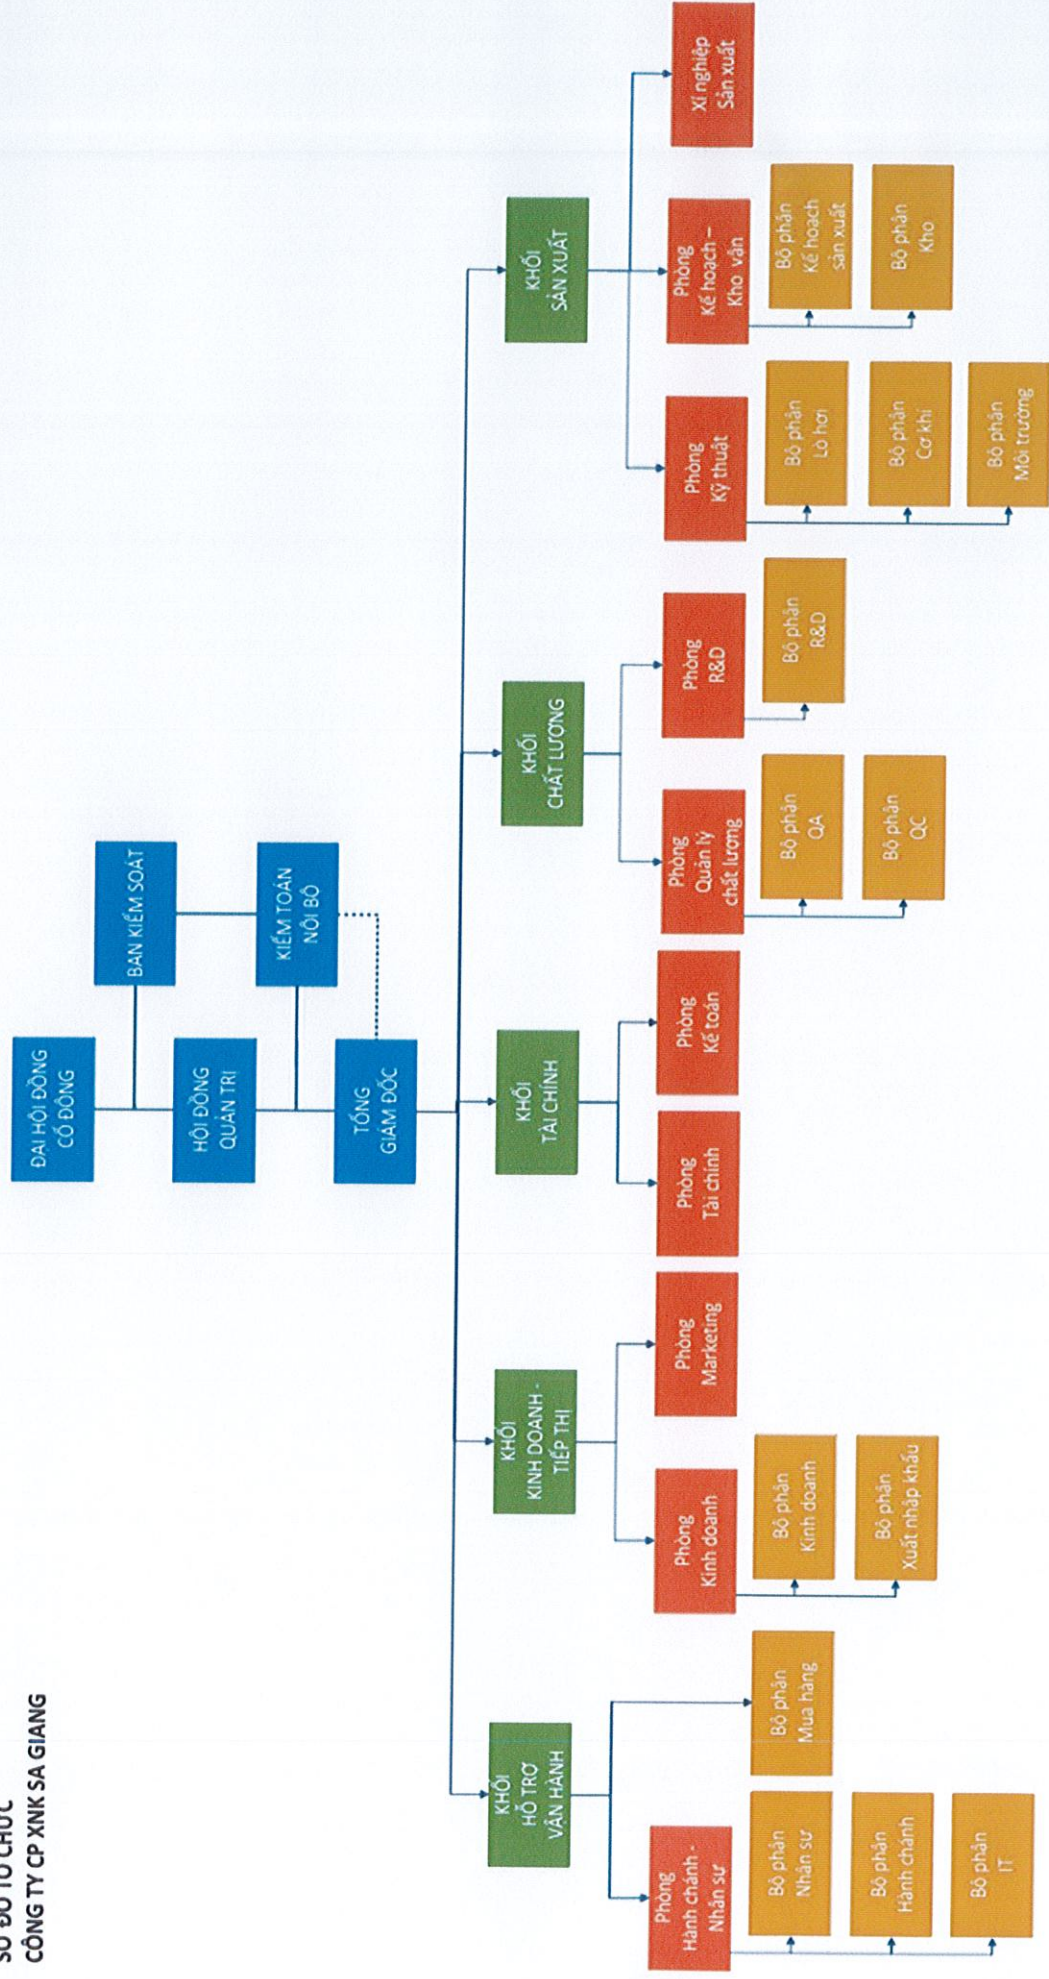 SƠ ĐỒ TỔ CHỨC
CÔNG TY CP XNK SA GIANG
ĐẠI HỘI ĐỒNG
CỔ ĐÔNG
BAN KIỂM SOÁT
HỘI ĐỒNG
QUẢN TRỊ
KIỂM TOÁN
NỘI BỘ
TỔNG
GIÁM ĐỐC
KHỐI
HỖ TRỢ
VẬN HÀNH
KHỐI
KINH DOANH -
TIẾP THỊ
KHỐI
TÀI CHÍNH
KHỐI
CHẤT LƯỢNG
KHỐI
SẢN XUẤT
Phòng
Hành chánh -
Nhân sự
Phòng
Kinh doanh
Phòng
Marketing
Phòng
Tài chính
Phòng
Kế toán
Phòng
Quản lý
chất lượng
Phòng
R&D
Phòng
Kỹ thuật
Phòng
Kế hoạch –
Kho vận
Xí nghiệp
Sản xuất
Bộ phận
Nhân sự
Bộ phận
Mua hàng
Bộ phận
Kinh doanh
Bộ phận
QA
Bộ phận
R&D
Bộ phận
Lò hơi
Bộ phận
Kế hoạch
sản xuất
Bộ phận
Hành chánh
Bộ phận
Xuất nhập khẩu
Bộ phận
QC
Bộ phận
Cơ khí
Bộ phận
Kho
Bộ phận
IT
Bộ phận
Môi trường